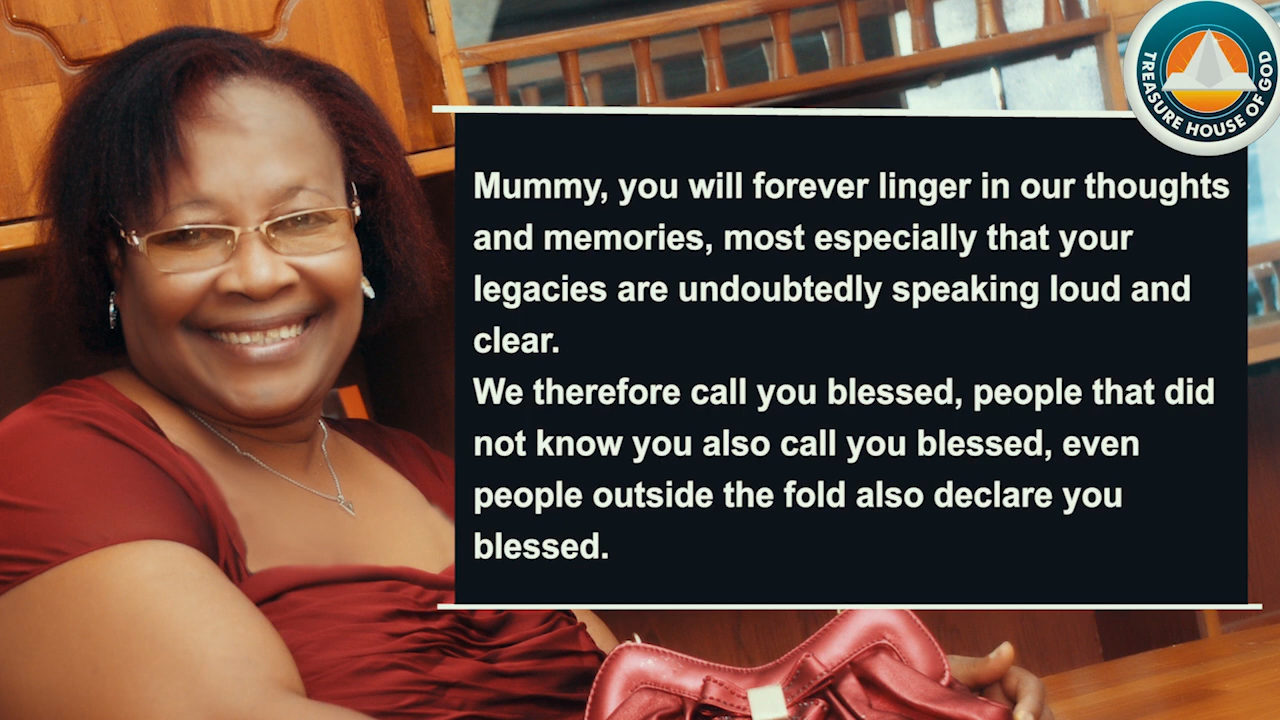 TREASURE HOUSE OF GOD
Mummy, you will forever linger in our thoughts
and memories, most especially that your
legacies are undoubtedly speaking loud and
clear.
We therefore call you blessed, people that did
not know you also call you blessed, even
people outside the fold also declare you
blessed.